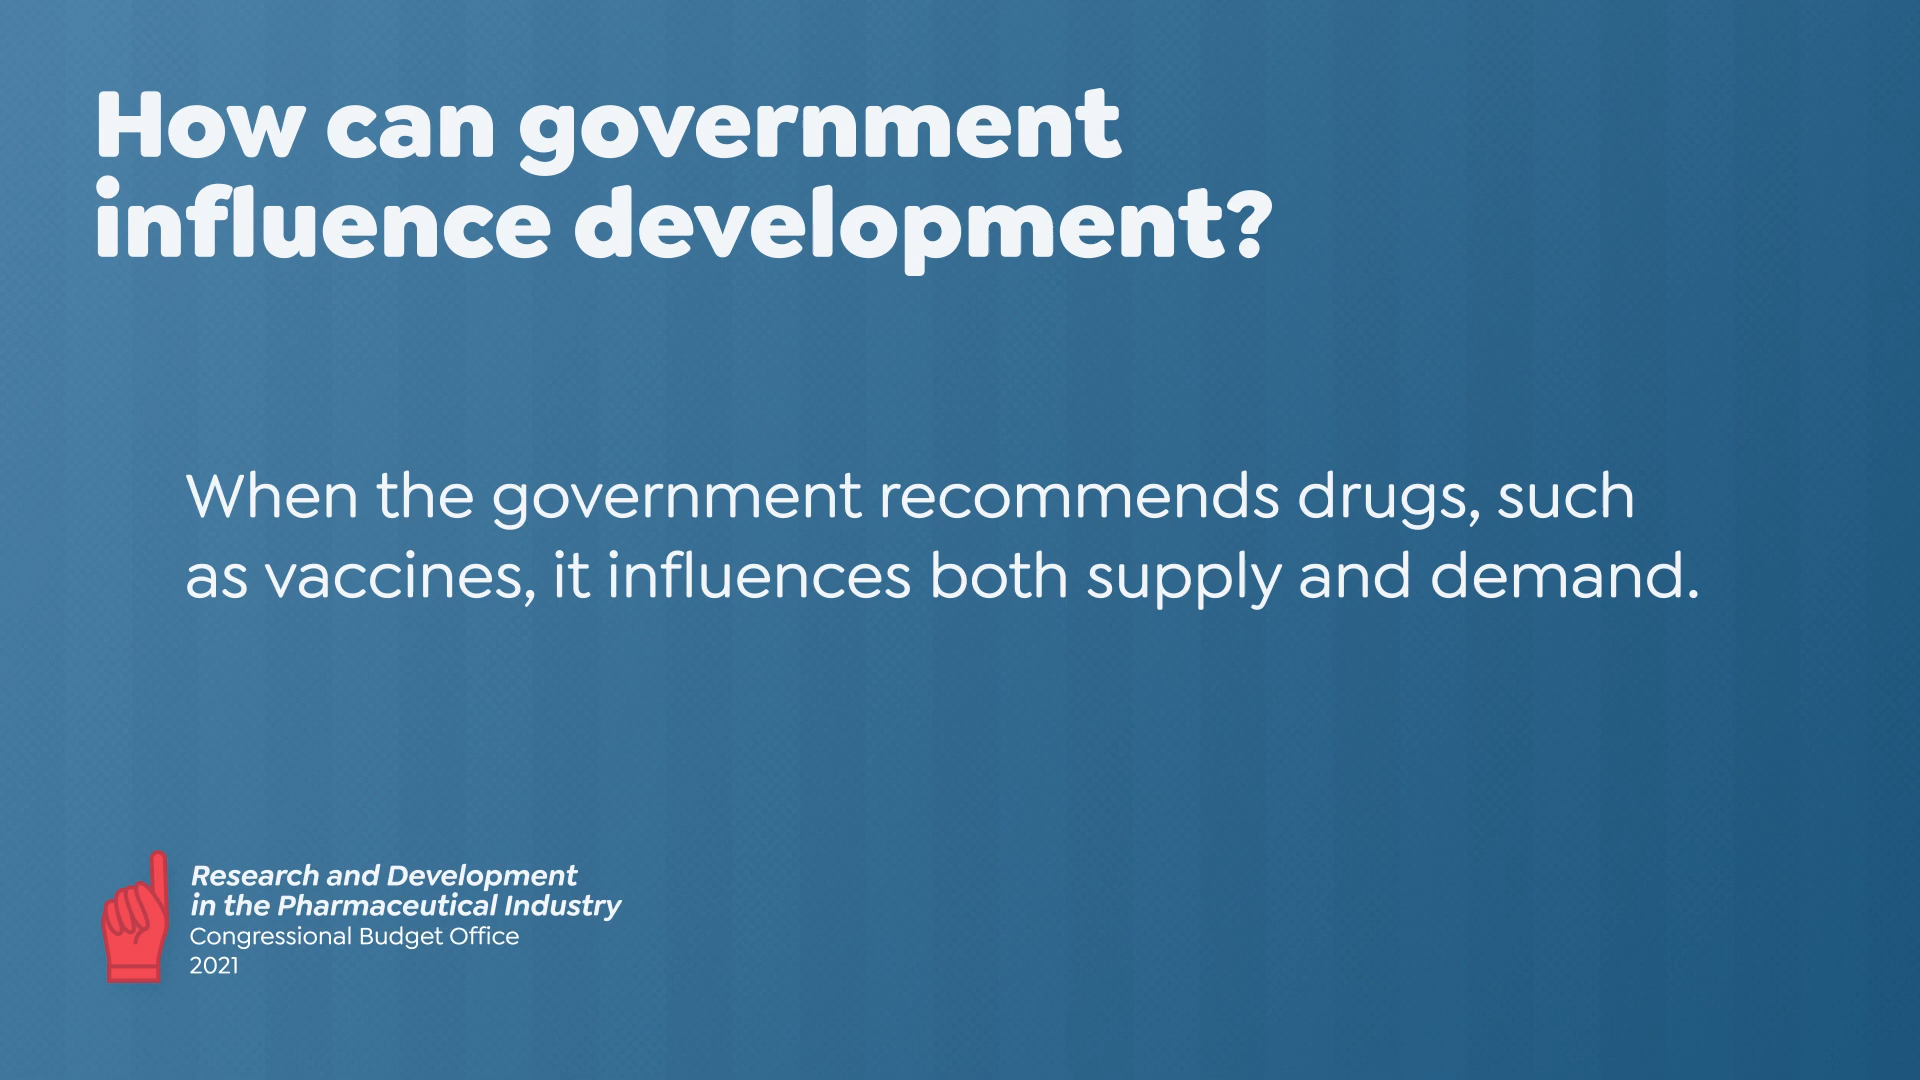 How can government
influence development?
When the government recommends drugs, such
as vaccines, it influences both supply and demand.
Research and Development
in the Pharmaceutical Industry
Congressional Budget Office
2021